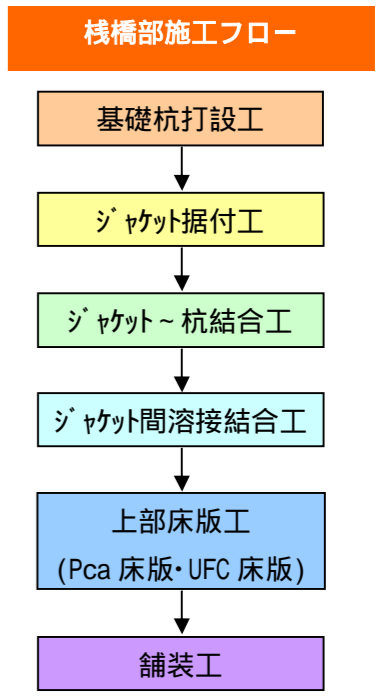 栈橋部施工フロー
基礎杭打設工
ジャケット据付工
ジャケット~杭結合工
ジャケット間溶接結合工
上部床版工
(Pca 床版・UFC 床版)
舗装工